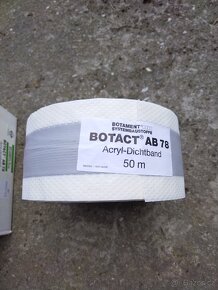 BOTAMENT
SYSTEMBAUSTOFFE
BOTACT® AB 78
Acryl-Dichtband
50 m